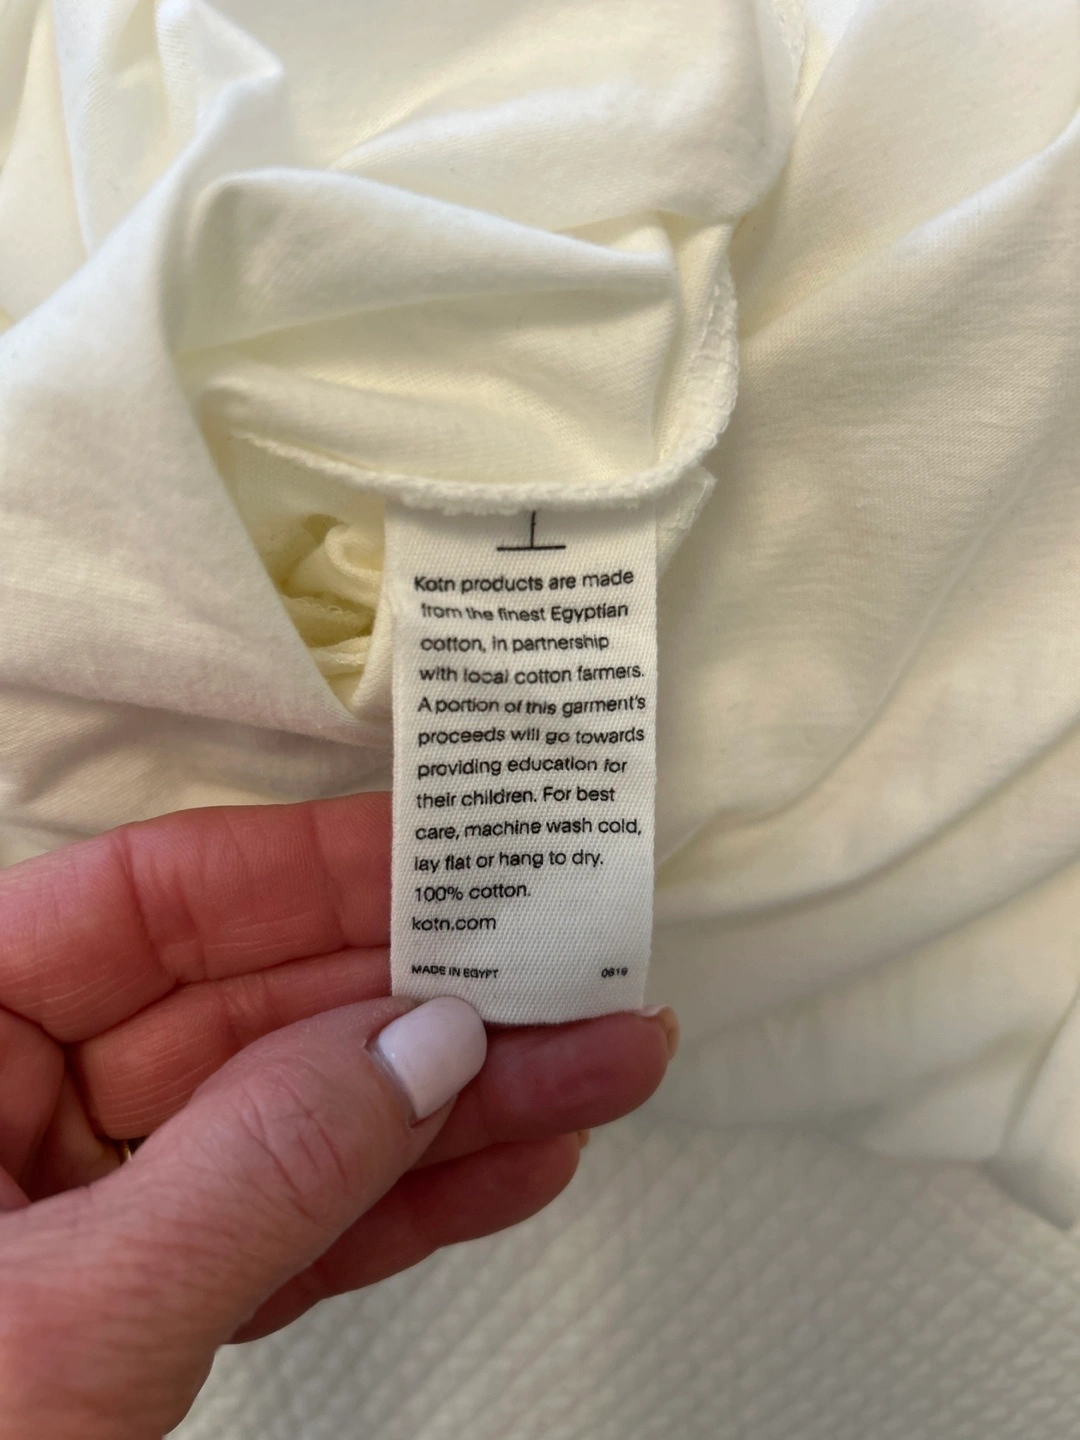 Kotn products are made
from the finest Egyptian
cotton, in partnership
with local cotton farmers.
A portion of this garment's
proceeds will go towards
providing education for
their children. For best
care, machine wash cold,
lay flat or hang to dry.
100% cotton.
kotn.com
MADE IN EGYPT 0619